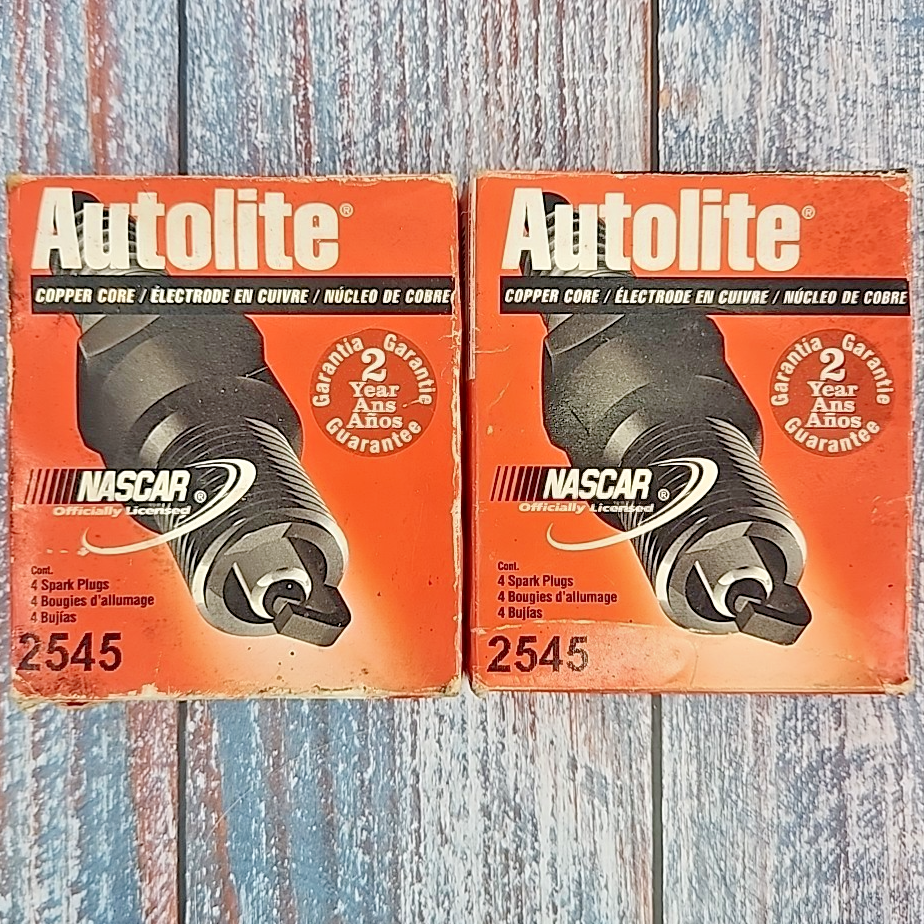 Autolite®
COPPER CORE / ÉLECTRODE EN CUIVRE / NÚCLEO DE COBRE
Garantía Garantie
2
Year
Ans
Años
Guarantee
NASCAR®
Officially Licensed
Cont.
4 Spark Plugs
4 Bougies d'allumage
4 Bujías
2545
Autolite®
COPPER CORE / ÉLECTRODE EN CUIVRE / NÚCLEO DE COBRE
Garantía Garantie
2
Year
Ans
Años
Guarantee
NASCAR®
Officially Licensed
Cont.
4 Spark Plugs
4 Bougies d'allumage
4 Bujías
2545